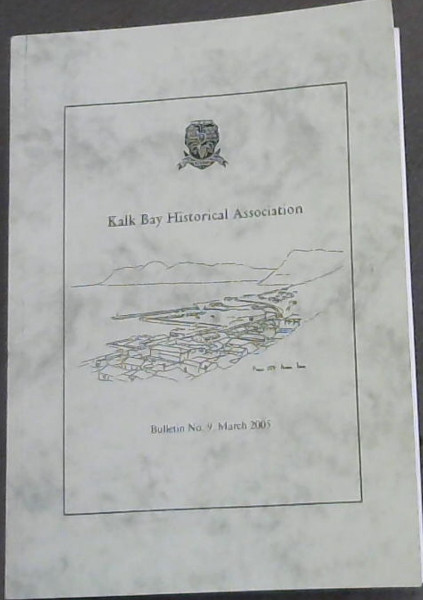 Kalk Bay Historical Association
Bulletin No. 9, March 2005